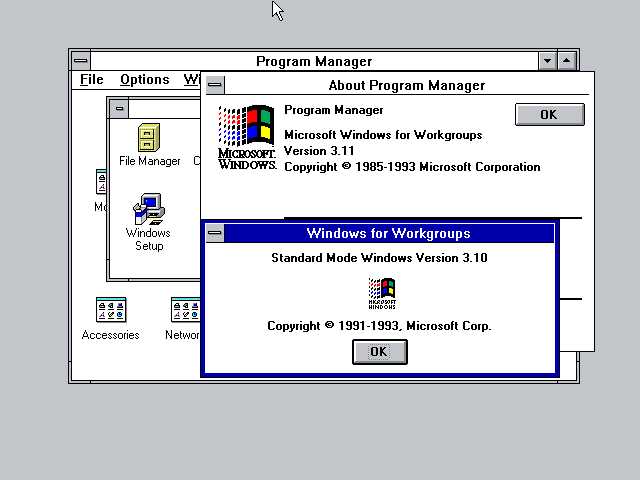 Program Manager
File Options
About Program Manager
MICROSOFT.
WINDOWS.
Program Manager
Microsoft Windows for Workgroups
Version 3.11
Copyright © 1985-1993 Microsoft Corporation
OK
File Manager
Windows
Setup
Accessories
Windows for Workgroups
Standard Mode Windows Version 3.10
MICROSOFT
WINDOWS
Copyright © 1991-1993, Microsoft Corp.
OK